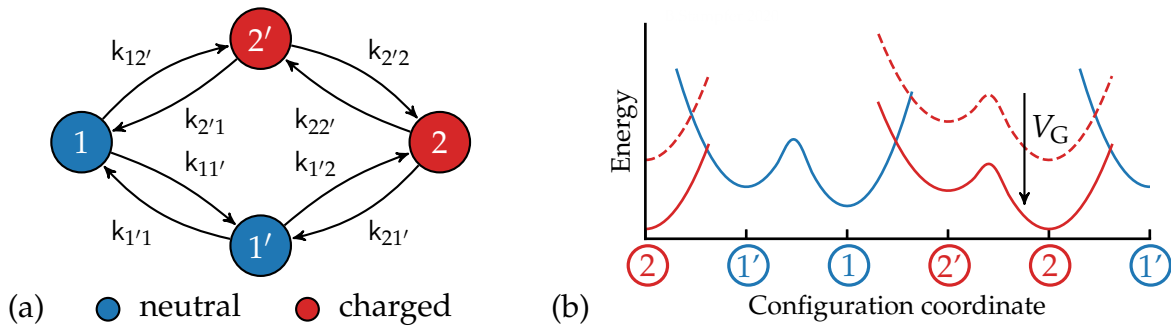 2′
k12′
k2′2
k2′1
k22′
1
2
k11′
k1′2
k1′1
k21′
1′
(a)
neutral
charged
Energy
VG
2
1′
1
2′
2
1′
(b)
Configuration coordinate